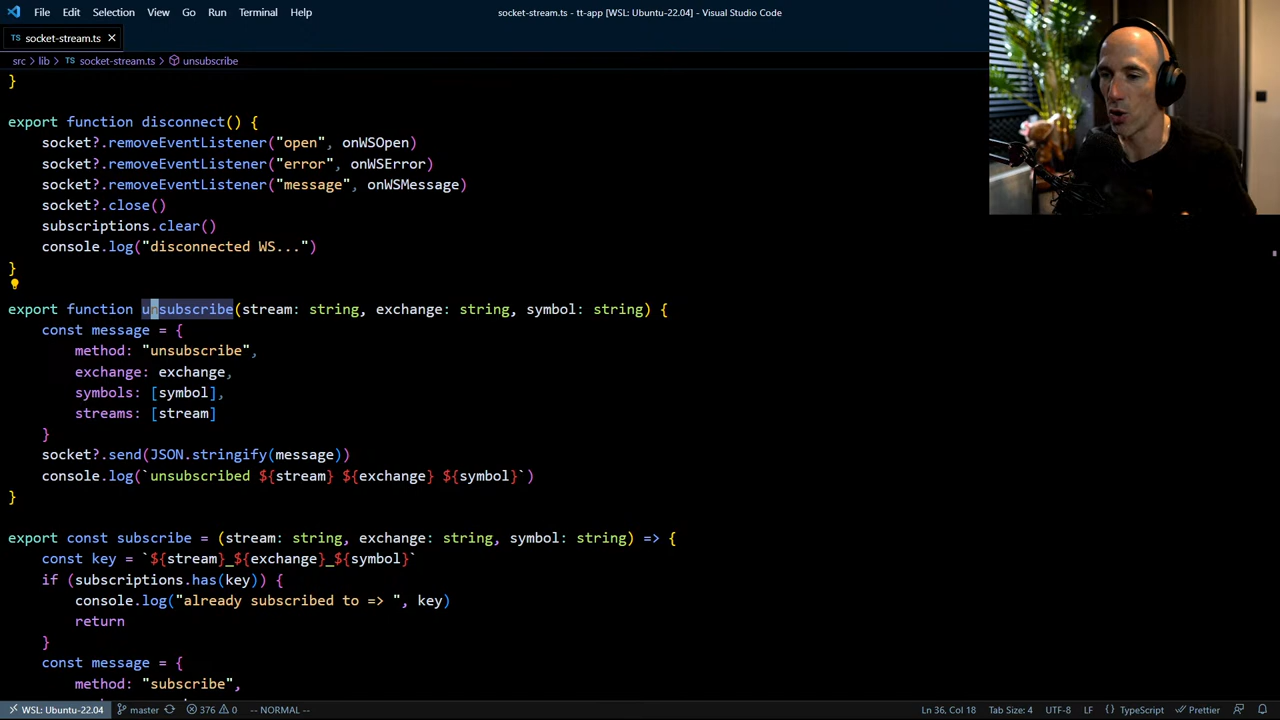 File Edit Selection View Go Run Terminal Help
socket-stream.ts - tt-app [WSL: Ubuntu-22.04] - Visual Studio Code
TS socket-stream.ts
src > lib > TS socket-stream.ts > unsubscribe
}
export function disconnect() {
socket?.removeEventListener("open", onWSOpen)
socket?.removeEventListener("error", onWSError)
socket?.removeEventListener("message", onWSMessage)
socket?.close()
subscriptions.clear()
console.log("disconnected WS...")
}
export function unsubscribe(stream: string, exchange: string, symbol: string) {
const message = {
method: "unsubscribe",
exchange: exchange,
symbols: [symbol],
streams: [stream]
}
socket?.send(JSON.stringify(message))
console.log(`unsubscribed ${stream} ${exchange} ${symbol}`)
}
export const subscribe = (stream: string, exchange: string, symbol: string) => {
const key = `${stream}_${exchange}_${symbol}`
if (subscriptions.has(key)) {
console.log("already subscribed to => ", key)
return
}
const message = {
method: "subscribe",
WSL: Ubuntu-22.04 master 376 0 -- NORMAL -- Ln 36, Col 18 Tab Size: 4 UTF-8 LF {} TypeScript Prettier